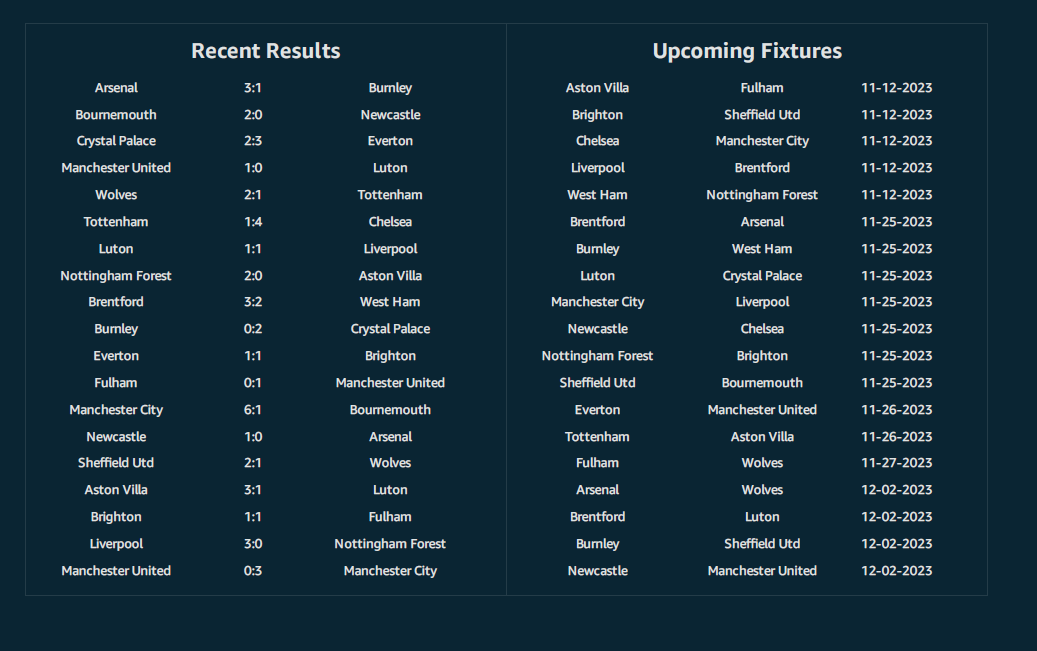 Recent Results
Arsenal 3:1 Burnley
Bournemouth 2:0 Newcastle
Crystal Palace 2:3 Everton
Manchester United 1:0 Luton
Wolves 2:1 Tottenham
Tottenham 1:4 Chelsea
Luton 1:1 Liverpool
Nottingham Forest 2:0 Aston Villa
Brentford 3:2 West Ham
Burnley 0:2 Crystal Palace
Everton 1:1 Brighton
Fulham 0:1 Manchester United
Manchester City 6:1 Bournemouth
Newcastle 1:0 Arsenal
Sheffield Utd 2:1 Wolves
Aston Villa 3:1 Luton
Brighton 1:1 Fulham
Liverpool 3:0 Nottingham Forest
Manchester United 0:3 Manchester City
Upcoming Fixtures
Aston Villa Fulham 11-12-2023
Brighton Sheffield Utd 11-12-2023
Chelsea Manchester City 11-12-2023
Liverpool Brentford 11-12-2023
West Ham Nottingham Forest 11-12-2023
Brentford Arsenal 11-25-2023
Burnley West Ham 11-25-2023
Luton Crystal Palace 11-25-2023
Manchester City Liverpool 11-25-2023
Newcastle Chelsea 11-25-2023
Nottingham Forest Brighton 11-25-2023
Sheffield Utd Bournemouth 11-25-2023
Everton Manchester United 11-26-2023
Tottenham Aston Villa 11-26-2023
Fulham Wolves 11-27-2023
Arsenal Wolves 12-02-2023
Brentford Luton 12-02-2023
Burnley Sheffield Utd 12-02-2023
Newcastle Manchester United 12-02-2023